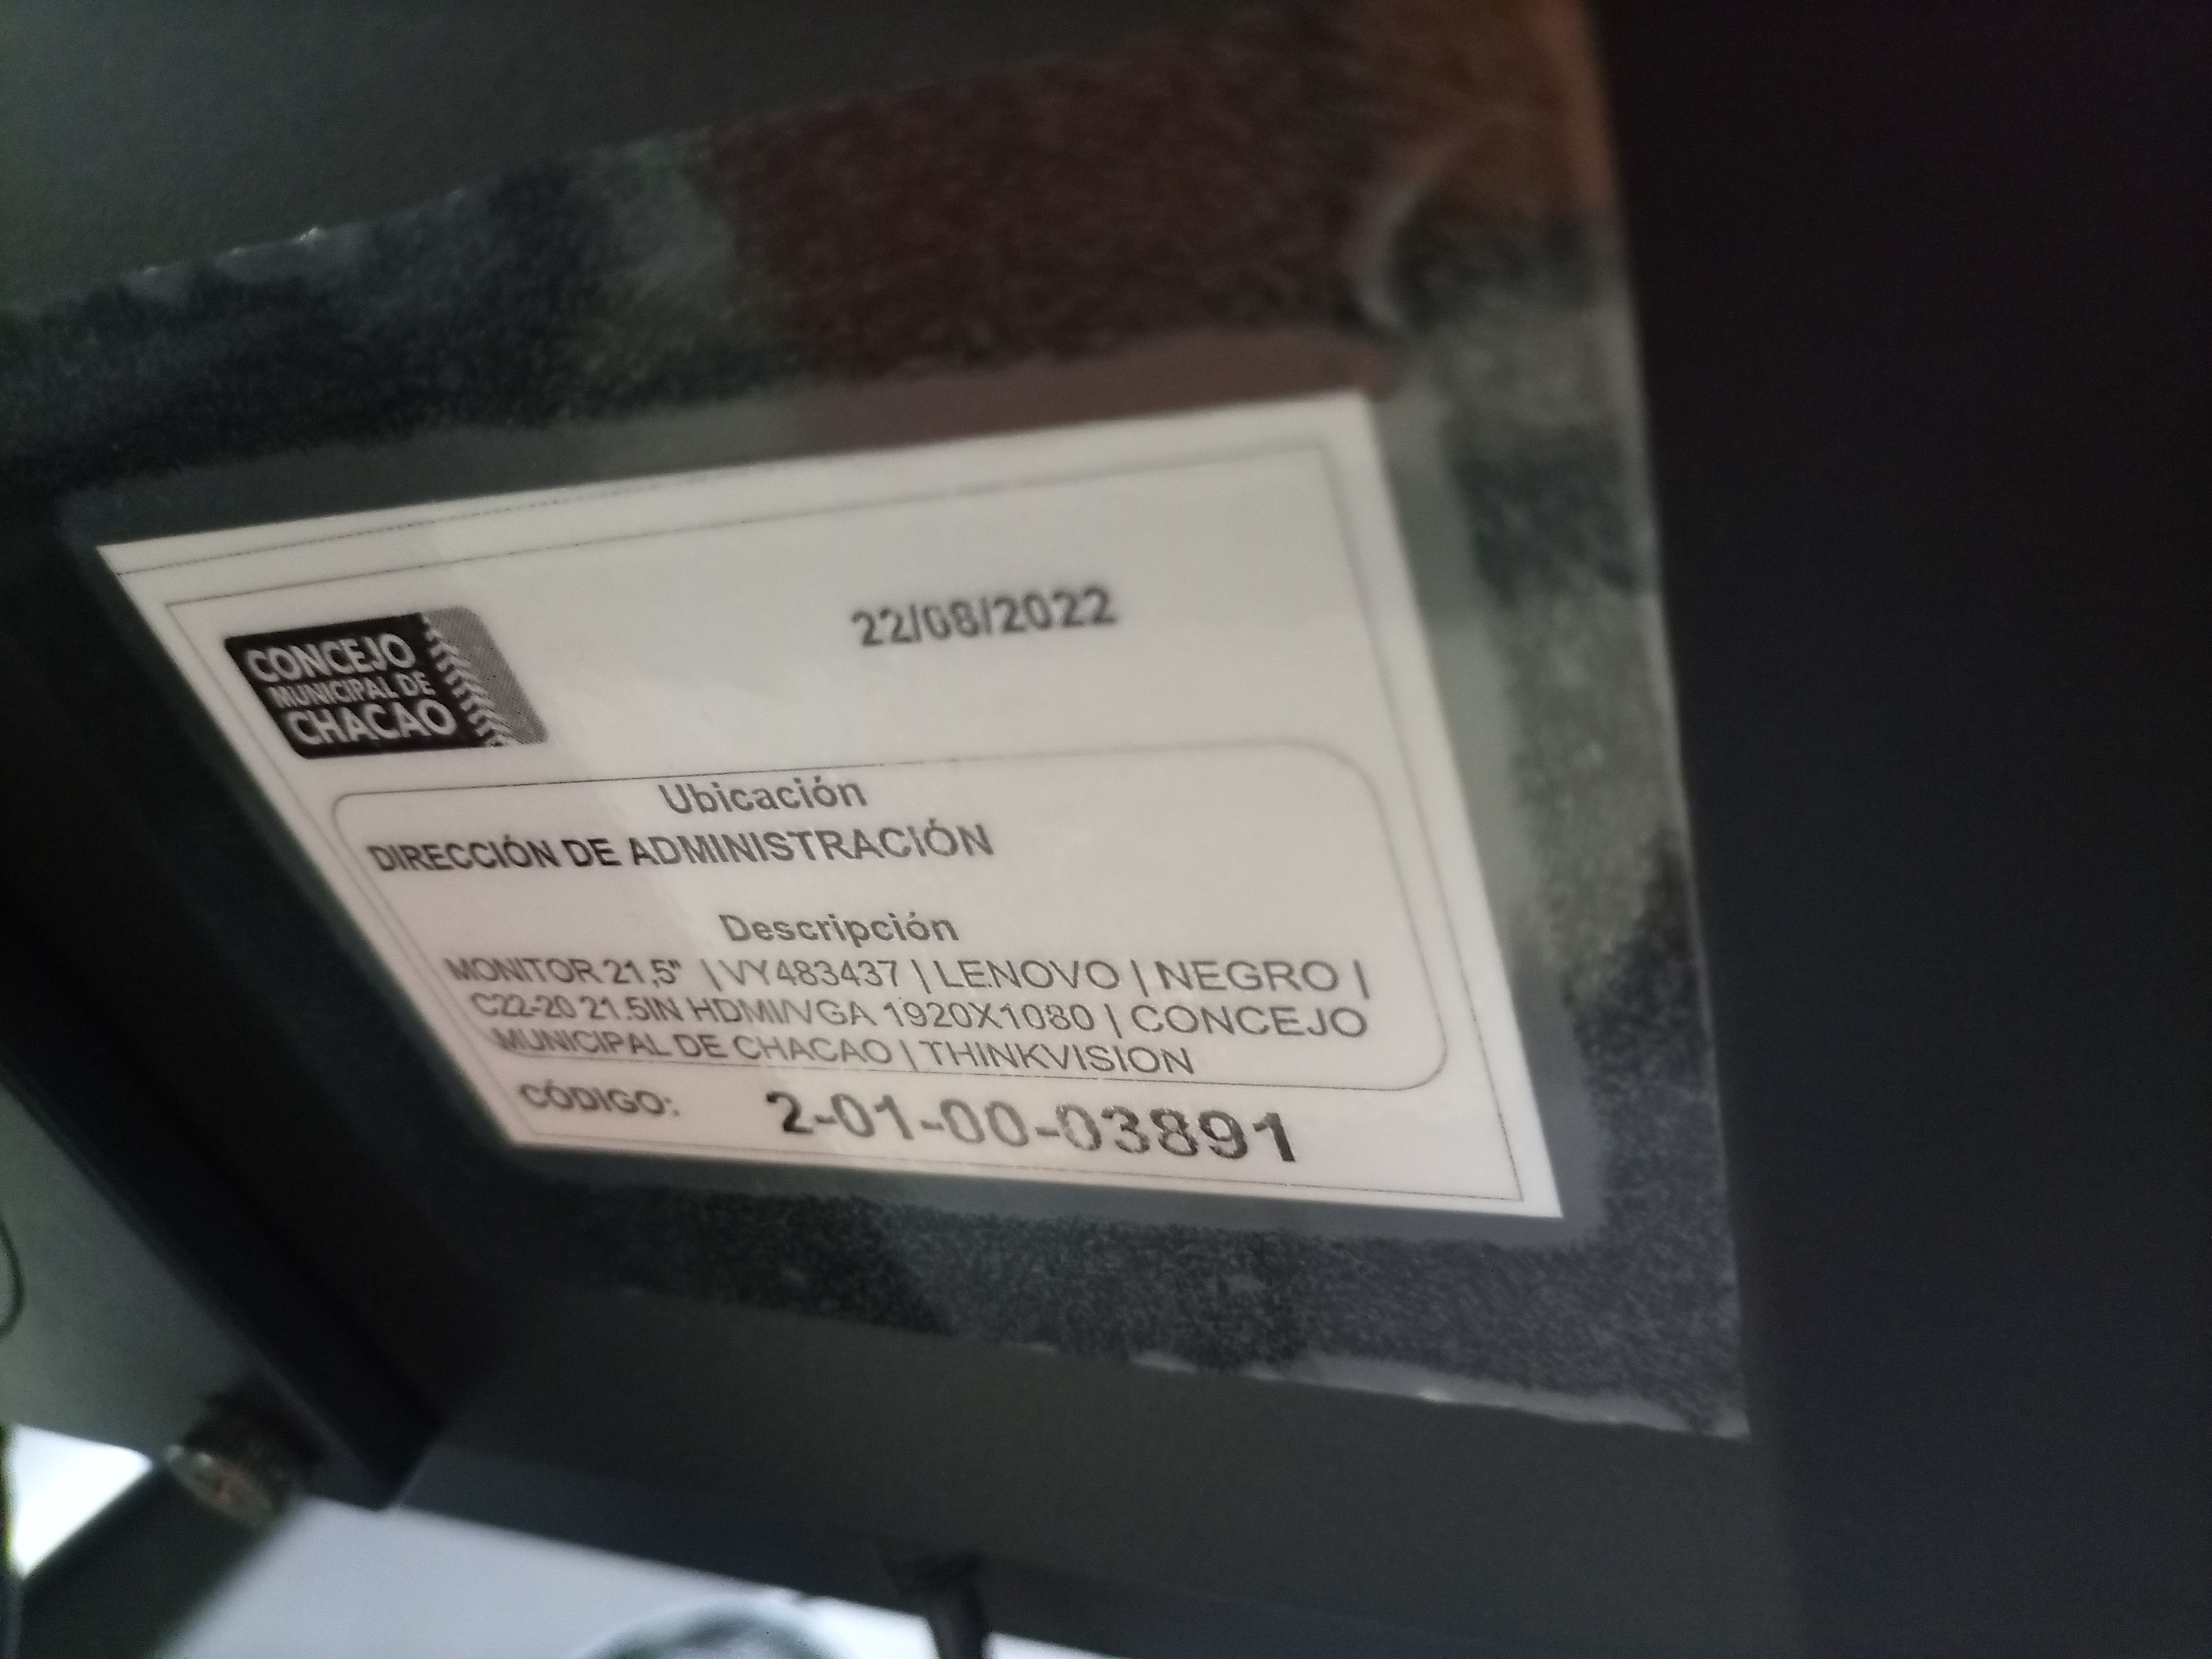 CONCEJO
MUNICIPAL DE
CHACAO
22/08/2022
Ubicación
DIRECCIÓN DE ADMINISTRACIÓN
Descripción
MONITOR 21,5" | VY483437 | LENOVO | NEGRO |
C22-20 21.5IN HDMI/VGA 1920X1080 | CONCEJO
MUNICIPAL DE CHACAO | THINKVISION
CÓDIGO: 2-01-00-03891